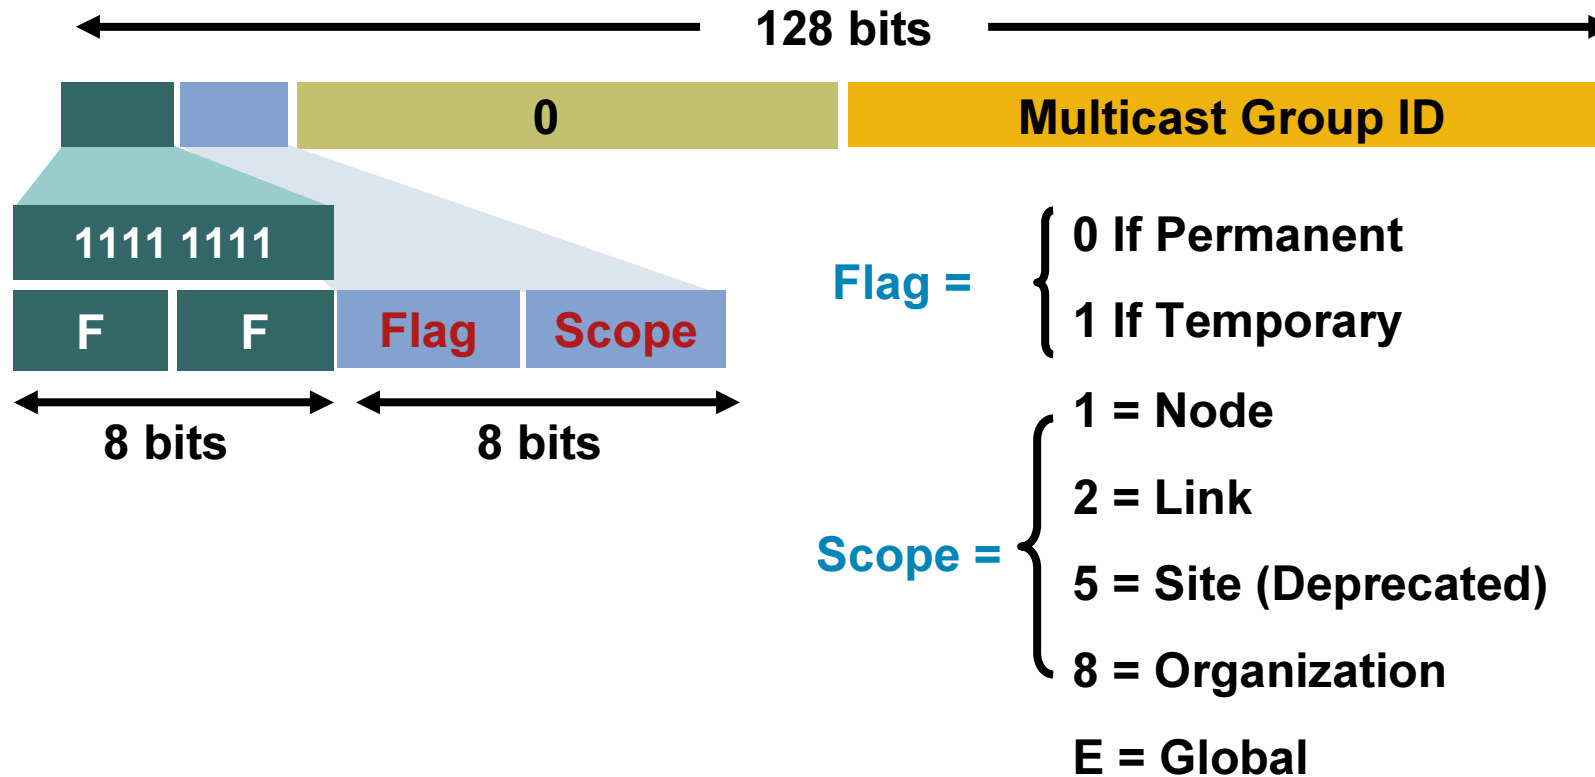 128 bits
0
Multicast Group ID
1111 1111
F F Flag Scope
8 bits 8 bits
Flag =
0 If Permanent
1 If Temporary
Scope =
1 = Node
2 = Link
5 = Site (Deprecated)
8 = Organization
E = Global